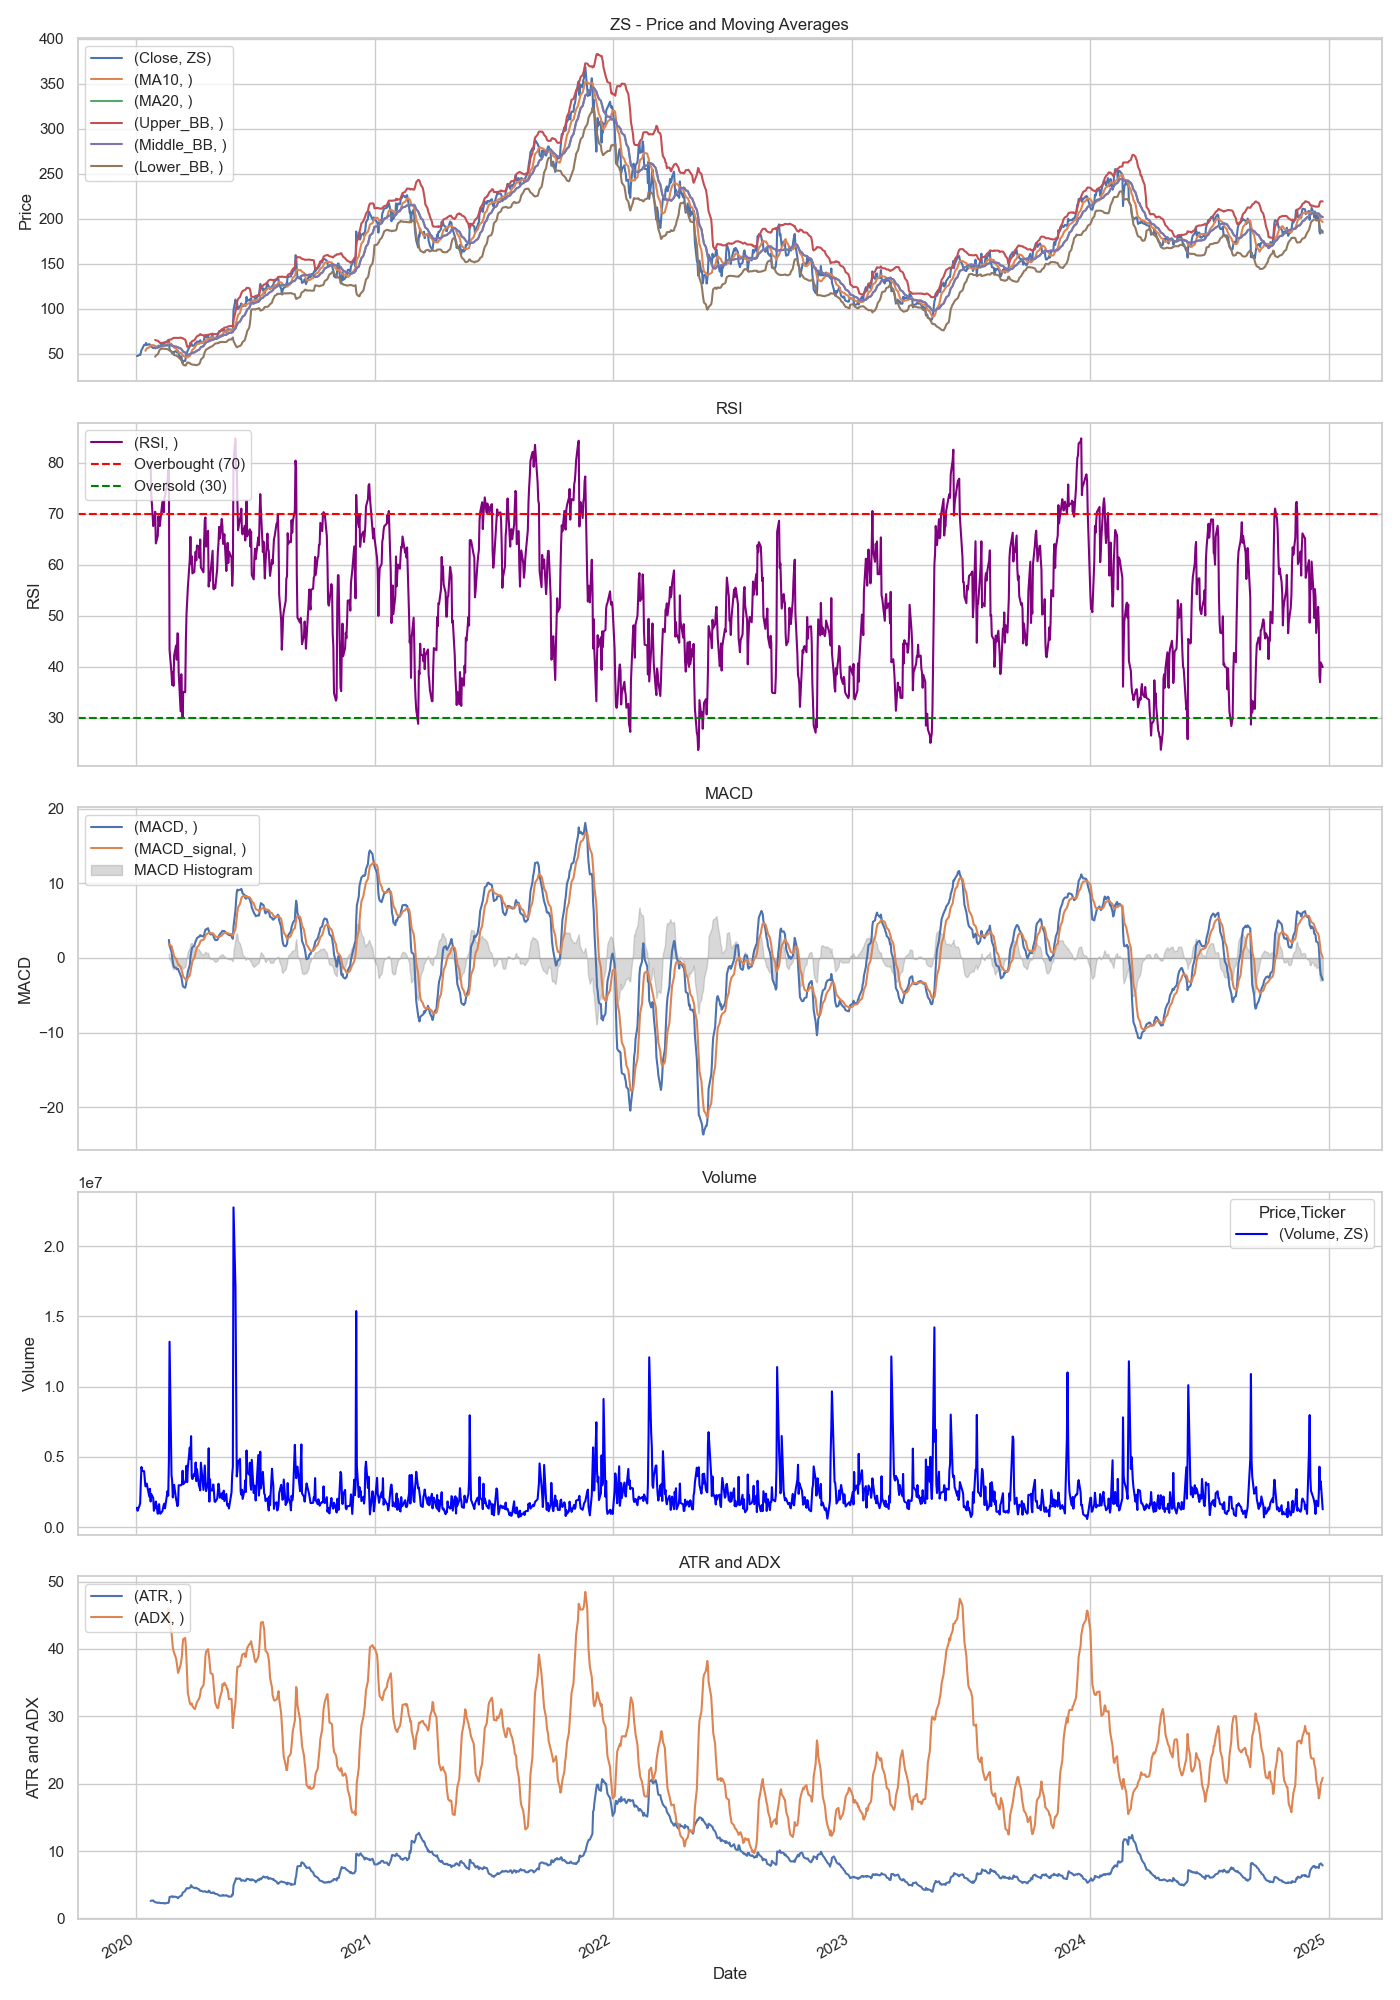 ZS - Price and Moving Averages
400
350
300
250
200
150
100
50
Price
(Close, ZS)
(MA10, )
(MA20, )
(Upper_BB, )
(Middle_BB, )
(Lower_BB, )
RSI
80
70
60
50
40
30
RSI
(RSI, )
Overbought (70)
Oversold (30)
MACD
20
10
0
−10
−20
MACD
(MACD, )
(MACD_signal, )
MACD Histogram
Volume
1e7
2.0
1.5
1.0
0.5
0.0
Volume
Price,Ticker
(Volume, ZS)
ATR and ADX
50
40
30
20
10
0
ATR and ADX
(ATR, )
(ADX, )
2020
2021
2022
2023
2024
2025
Date